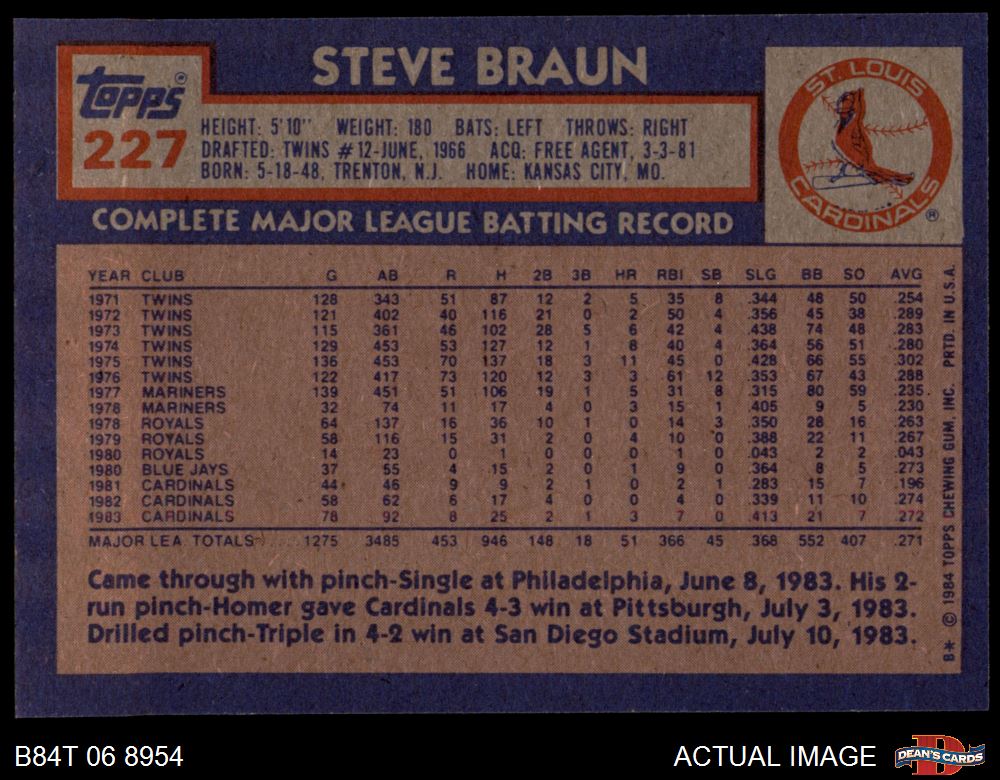 STEVE BRAUN
Topps®
227
HEIGHT: 5'10" WEIGHT: 180 BATS: LEFT THROWS: RIGHT
DRAFTED: TWINS #12-JUNE, 1966 ACQ: FREE AGENT, 3-3-81
BORN: 5-18-48, TRENTON, N.J. HOME: KANSAS CITY, MO.
ST. LOUIS
CARDINALS
®
COMPLETE MAJOR LEAGUE BATTING RECORD
YEAR CLUB G AB R H 2B 3B HR RBI SB SLG BB SO AVG
1971 TWINS 128 343 51 87 12 2 5 35 8 .344 48 50 .254
1972 TWINS 121 402 40 116 21 0 2 50 4 .356 45 38 .289
1973 TWINS 115 361 46 102 28 5 6 42 4 .438 74 48 .283
1974 TWINS 129 453 53 127 12 1 8 40 4 .364 56 51 .280
1975 TWINS 136 453 70 137 18 3 11 45 0 .428 66 55 .302
1976 TWINS 122 417 73 120 12 3 3 61 12 .353 67 43 .288
1977 MARINERS 139 451 51 106 19 1 5 31 8 .315 80 59 .235
1978 MARINERS 32 74 11 17 4 0 3 15 1 .405 9 5 .230
1978 ROYALS 64 137 16 36 10 1 0 14 3 .350 28 16 .263
1979 ROYALS 58 116 15 31 2 0 4 10 0 .388 22 11 .267
1980 ROYALS 14 23 0 1 0 0 0 1 0 .043 2 2 .043
1980 BLUE JAYS 37 55 4 15 2 0 1 9 0 .364 8 5 .273
1981 CARDINALS 44 46 9 9 2 1 0 2 1 .283 15 7 .196
1982 CARDINALS 58 62 6 17 4 0 0 4 0 .339 11 10 .274
1983 CARDINALS 78 92 8 25 2 1 3 7 0 .413 21 7 .272
MAJOR LEA. TOTALS 1275 3485 453 946 148 18 51 366 45 .368 552 407 .271
Came through with pinch-Single at Philadelphia, June 8, 1983. His 2-
run pinch-Homer gave Cardinals 4-3 win at Pittsburgh, July 3, 1983.
Drilled pinch-Triple in 4-2 win at San Diego Stadium, July 10, 1983.
B* © 1984 TOPPS CHEWING GUM, INC. PRTD. IN U.S.A.
B84T 06 8954
ACTUAL IMAGE
DEAN'S CARDS